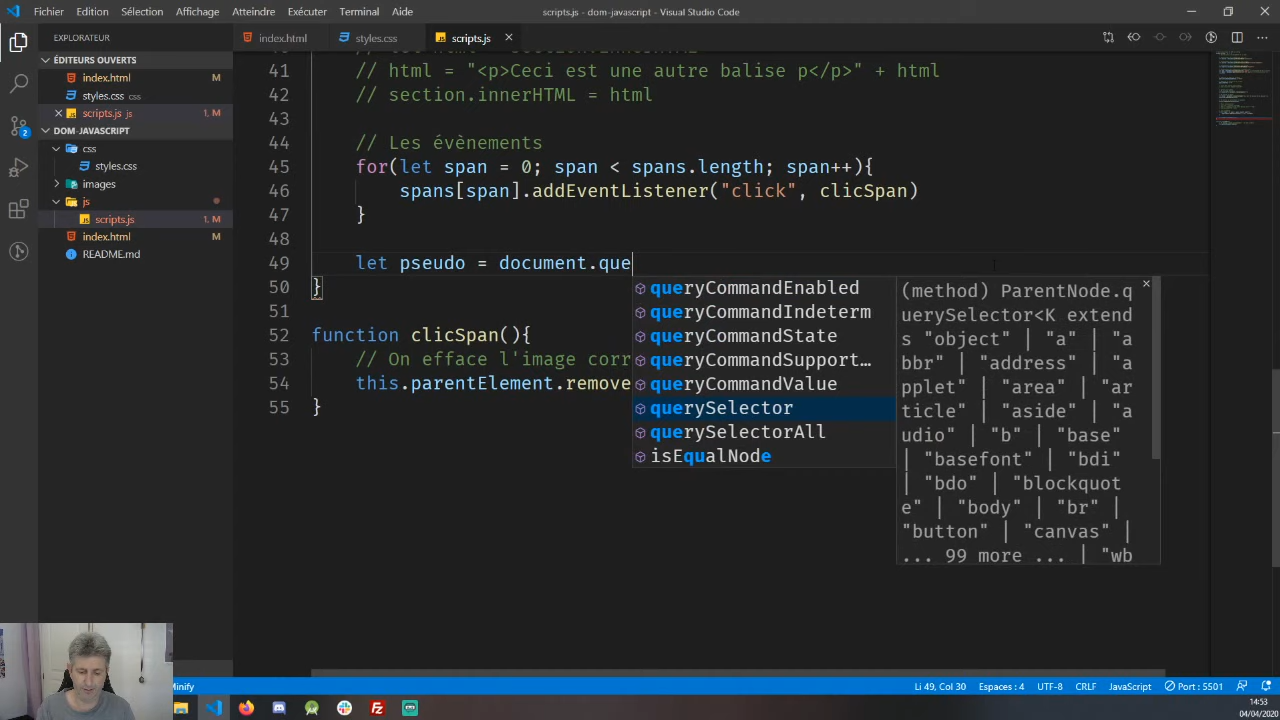 Fichier Édition Sélection Affichage Atteindre Exécuter Terminal Aide
scripts.js - dom-javascript - Visual Studio Code
EXPLORATEUR
ÉDITEURS OUVERTS
index.html M
styles.css css
scripts.js js 1, M
DOM-JAVASCRIPT
css
styles.css
images
js
scripts.js 1, M
index.html M
README.md
2
index.html
styles.css
scripts.js
41 // html = "<p>Ceci est une autre balise p</p>" + html
42 // section.innerHTML = html
43
44 // Les évènements
45 for(let span = 0; span < spans.length; span++){
46 spans[span].addEventListener("click", clicSpan)
47 }
48
49 let pseudo = document.que
50 }
51
52 function clicSpan(){
53 // On efface l'image corr
54 this.parentElement.remove
55 }
queryCommandEnabled
queryCommandIndeterm
queryCommandState
queryCommandSupport…
queryCommandValue
querySelector
querySelectorAll
isEqualNode
(method) ParentNode.q
uerySelector<K extend
s "object" | "a" | "a
bbr" | "address" | "a
pplet" | "area" | "ar
ticle" | "aside" | "a
udio" | "b" | "base"
| "basefont" | "bdi"
| "bdo" | "blockquot
e" | "body" | "br" |
"button" | "canvas" |
... 99 more ... | "wb
Minify
Li 49, Col 30
Espaces : 4
UTF-8
CRLF
JavaScript
Port : 5501
14:53
04/04/2020